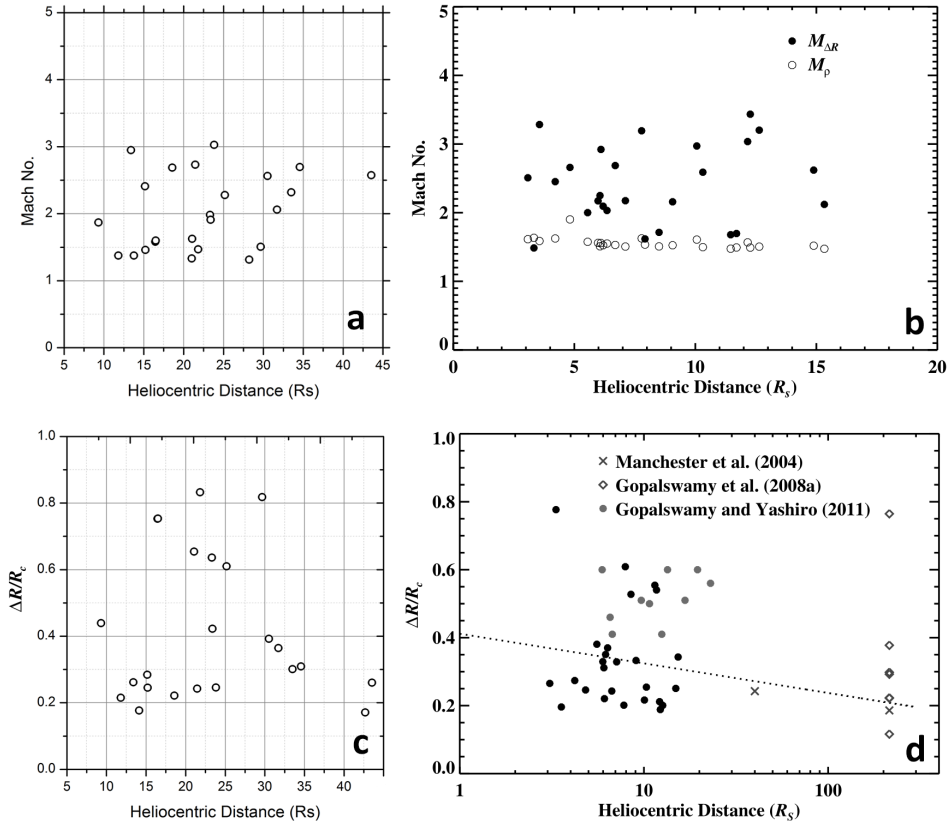 5
4
3
2
1
0
Mach No.
5
10
15
20
25
30
35
40
45
Heliocentric Distance (Rs)
a
5
4
3
2
1
0
Mach No.
M_ΔR
M_ρ
0
5
10
15
20
Heliocentric Distance (R_S)
b
1.0
0.8
0.6
0.4
0.2
0.0
ΔR/R_c
5
10
15
20
25
30
35
40
Heliocentric Distance (Rs)
c
1.0
0.8
0.6
0.4
0.2
0.0
ΔR/R_c
Manchester et al. (2004)
Gopalswamy et al. (2008a)
Gopalswamy and Yashiro (2011)
1
10
100
Heliocentric Distance (R_S)
d